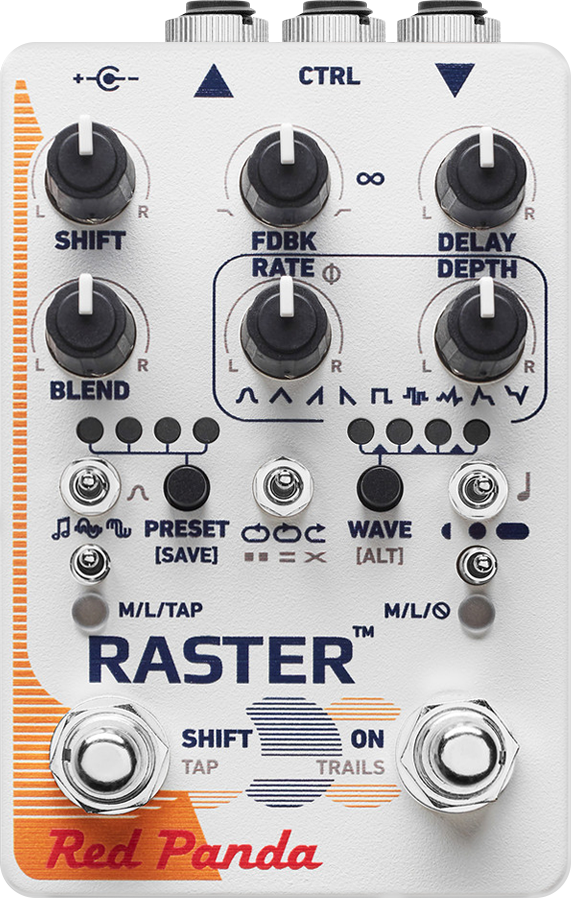 + -
CTRL
L R
L R
∞
SHIFT
FDBK
DELAY
RATE
DEPTH
L R
L R
L R
BLEND
PRESET
WAVE
[SAVE]
[ALT]
M/L/TAP
M/L/⊘
RASTER™
SHIFT
ON
TAP
TRAILS
Red Panda